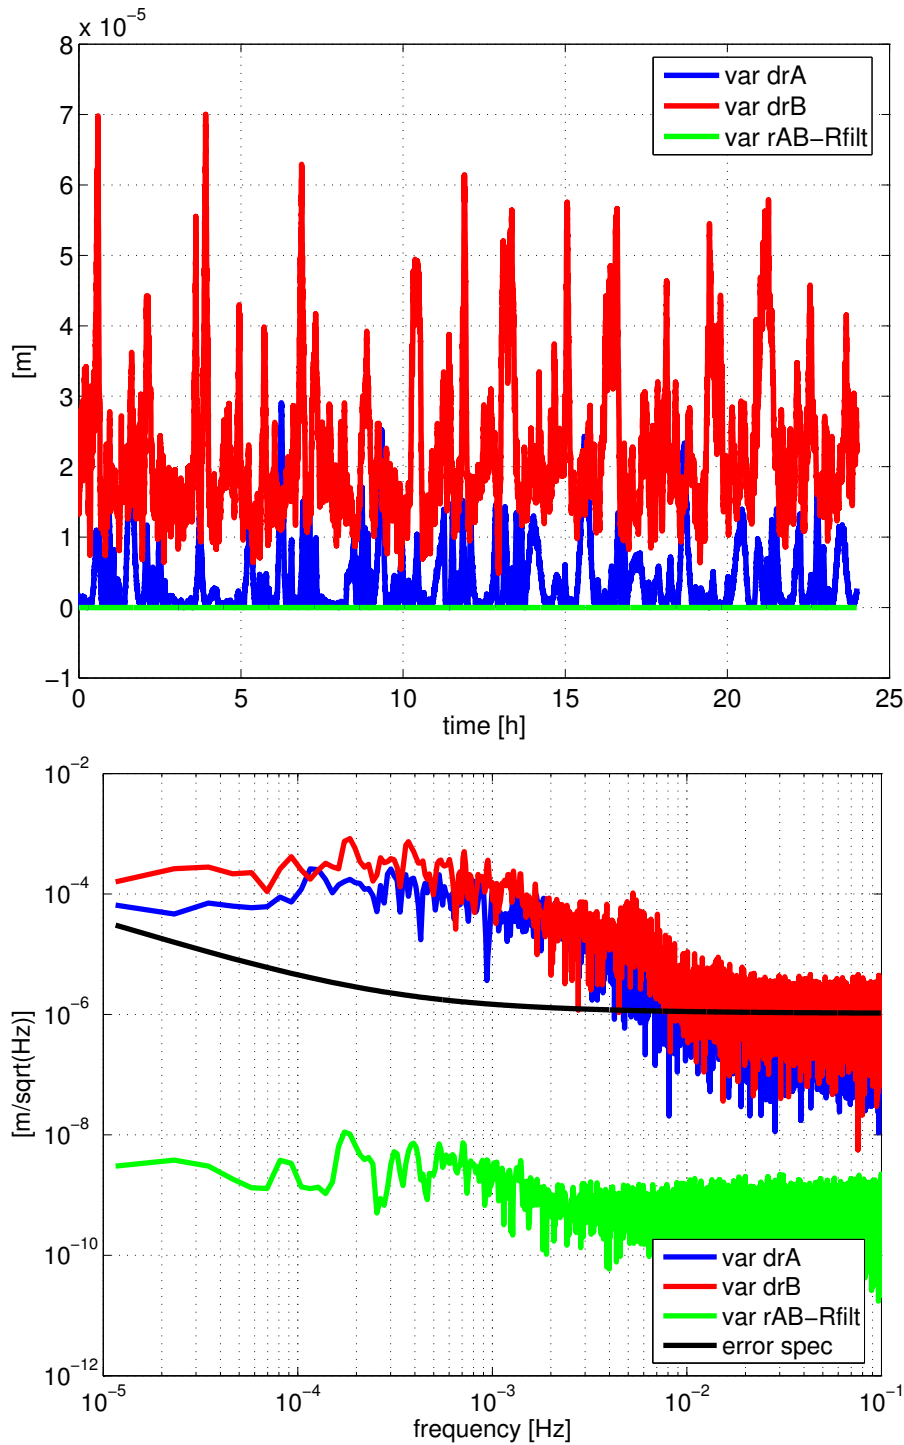 x 10⁻⁵
8
7
6
5
4
3
2
1
0
−1
[m]
var drA
var drB
var rAB−Rfilt
0 5 10 15 20 25
time [h]
10⁻²
10⁻⁴
10⁻⁶
10⁻⁸
10⁻¹⁰
10⁻¹²
[m/sqrt(Hz)]
var drA
var drB
var rAB−Rfilt
error spec
10⁻⁵ 10⁻⁴ 10⁻³ 10⁻² 10⁻¹
frequency [Hz]